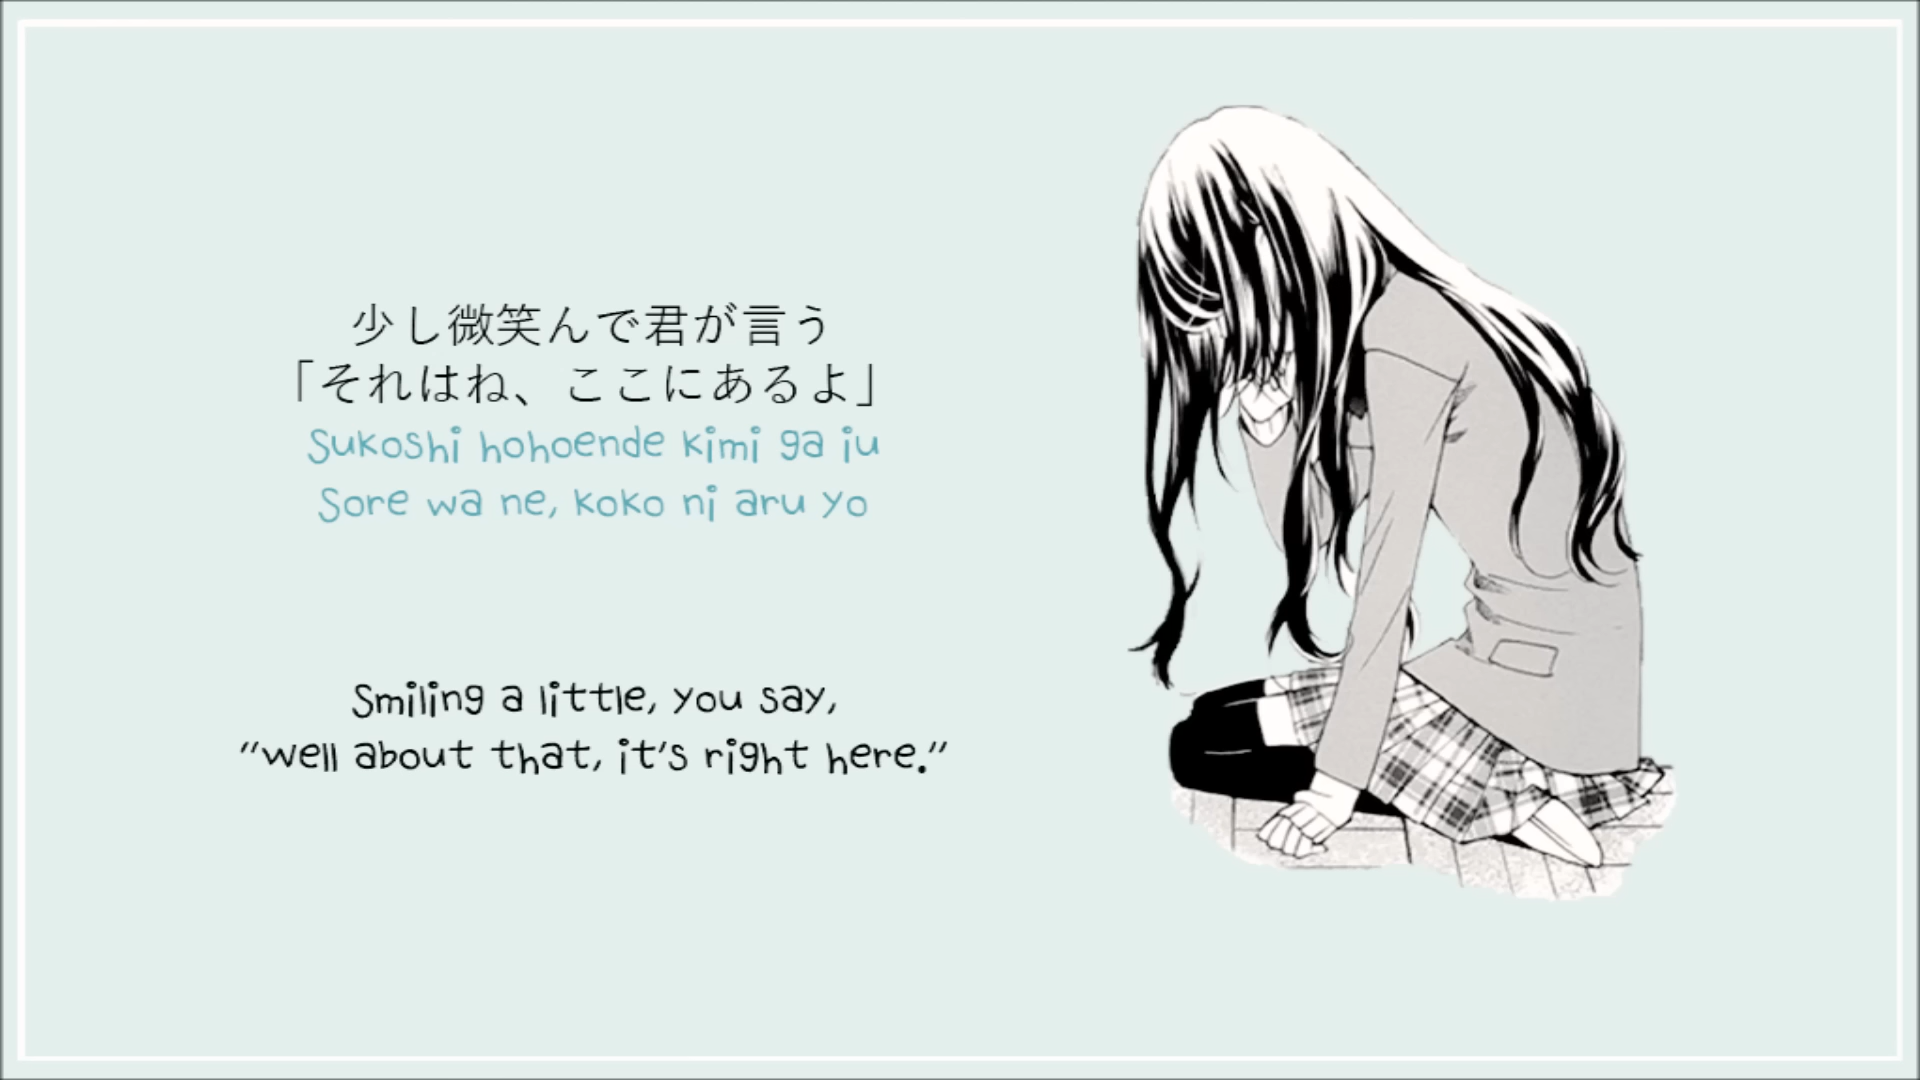 少し微笑んで君が言う
「それはね、ここにあるよ」
Sukoshi hohoende kimi ga iu
Sore wa ne, koko ni aru yo
Smiling a little, you say,
“well about that, it's right here.”